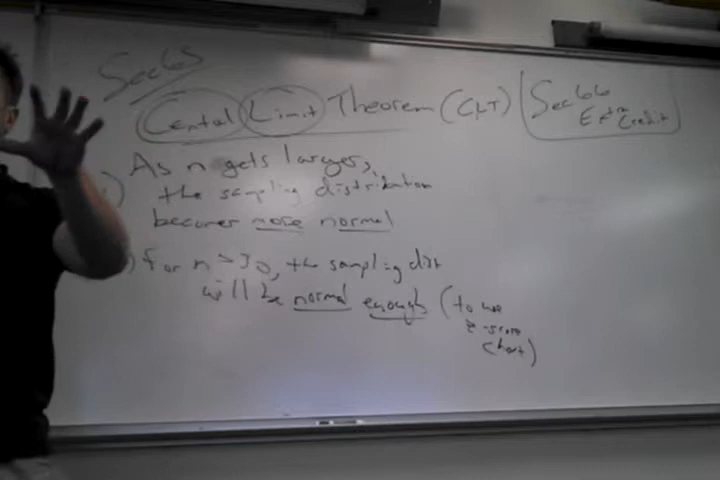 Sec 6.5
Central Limit Theorem (CLT)
Sec 6.6
Extra Credit
1) As n gets larger,
the sampling distribution
becomes more normal
) For n > 30, the sampling dist
will be normal enough (to use
z-score
chart)